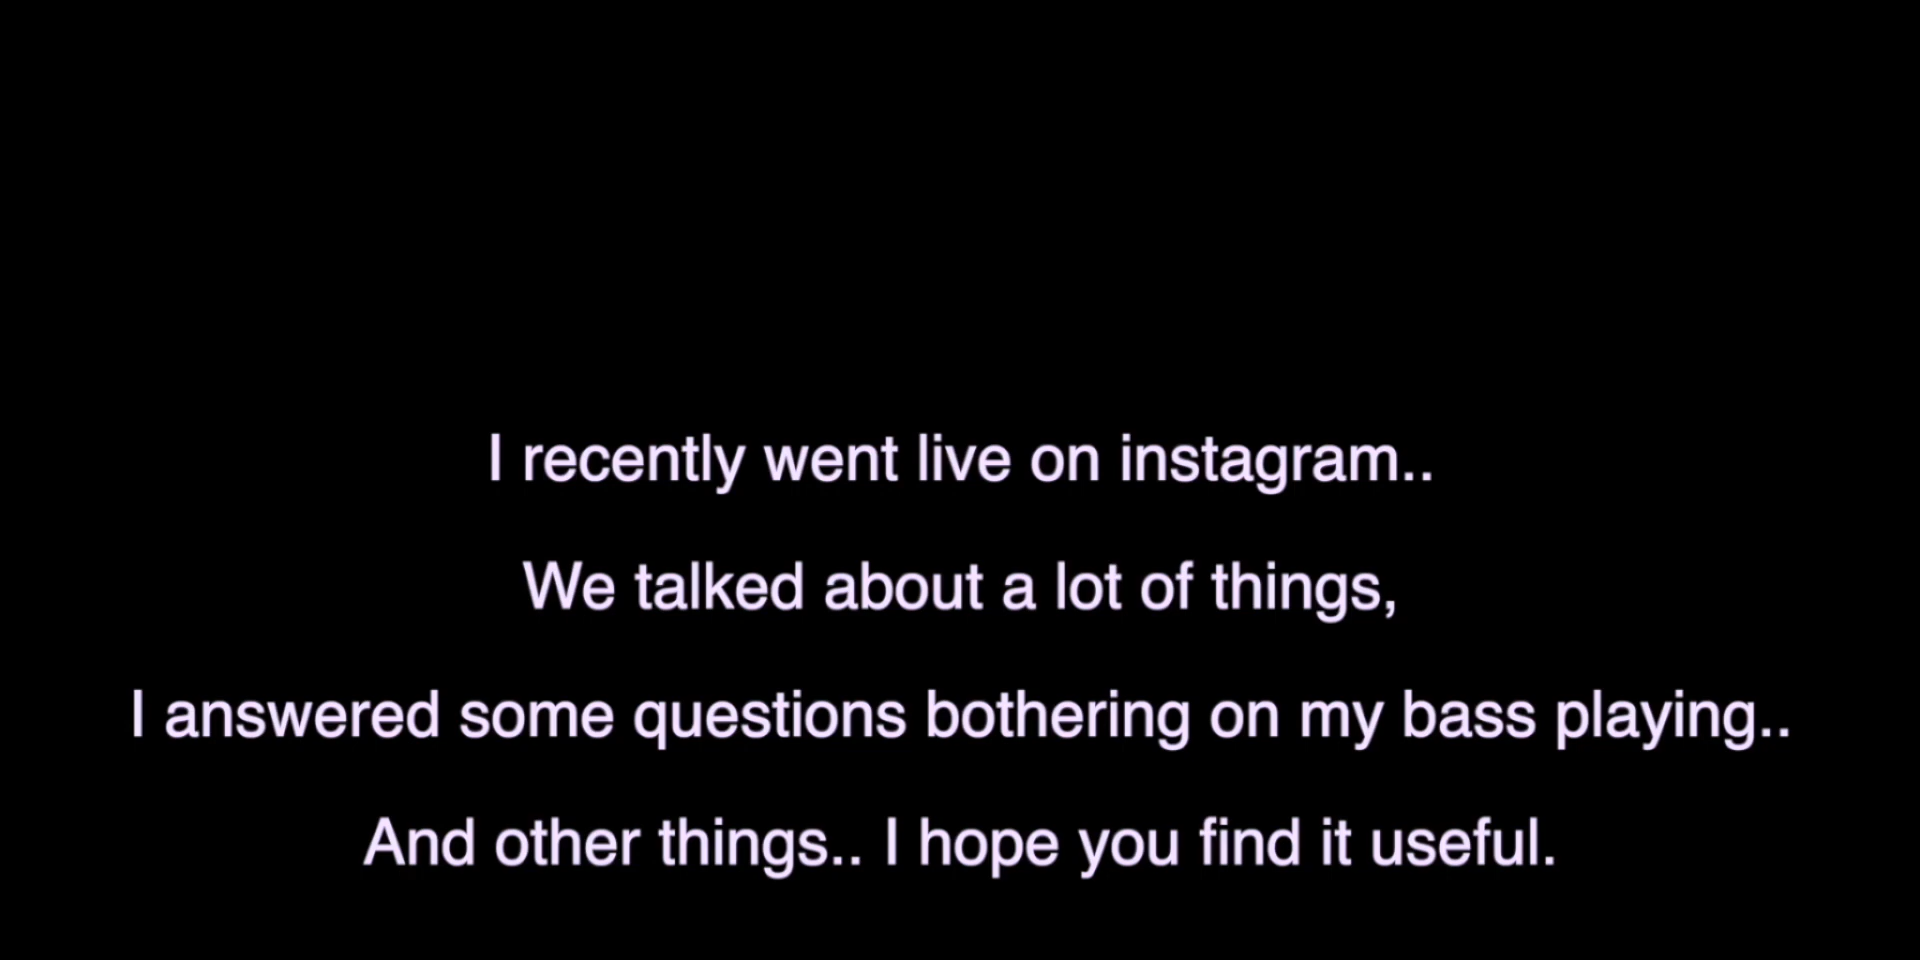 I recently went live on instagram..
We talked about a lot of things,
I answered some questions bothering on my bass playing..
And other things.. I hope you find it useful.